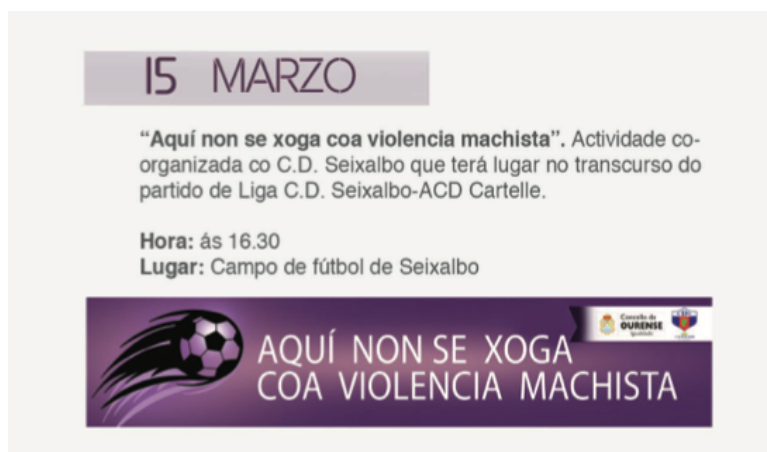 15 MARZO
“Aquí non se xoga coa violencia machista”. Actividade co-
organizada co C.D. Seixalbo que terá lugar no transcurso do
partido de Liga C.D. Seixalbo-ACD Cartelle.
Hora: ás 16.30
Lugar: Campo de fútbol de Seixalbo
Concello de
OURENSE
Igualdade
AQUÍ NON SE XOGA
COA VIOLENCIA MACHISTA